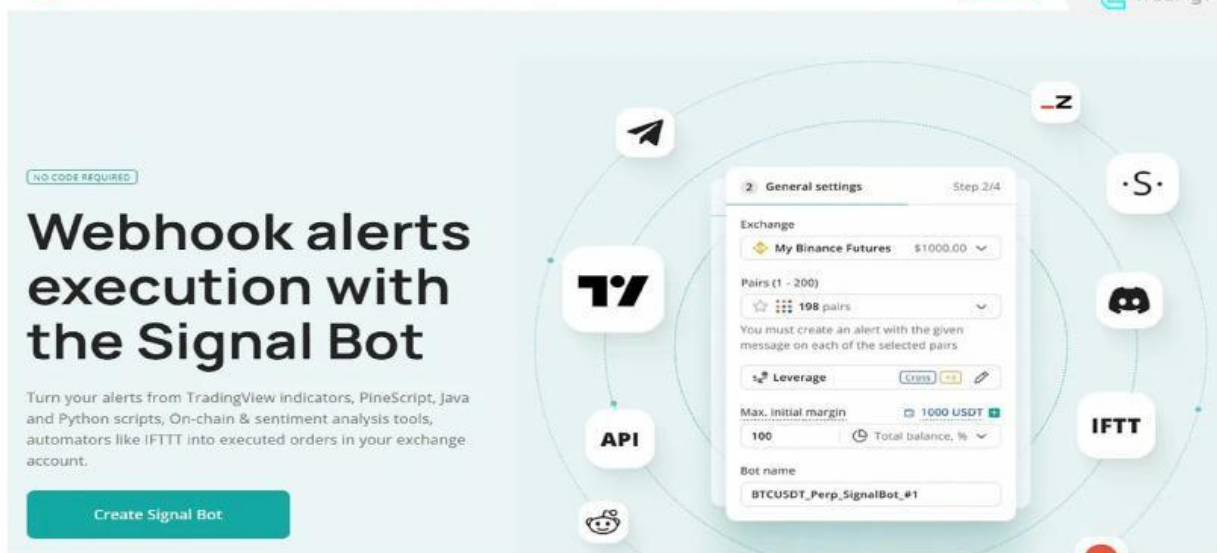 NO CODE REQUIRED
Webhook alerts
execution with
the Signal Bot
Turn your alerts from TradingView indicators, PineScript, Java
and Python scripts, On-chain & sentiment analysis tools,
automators like IFTTT into executed orders in your exchange
account.
Create Signal Bot
_Z
·S·
2 General settings Step 2/4
Exchange
My Binance Futures $1000.00
Pairs (1 - 200)
198 pairs
You must create an alert with the given
message on each of the selected pairs
Leverage Cross
Max. initial margin 1000 USDT
100 Total balance, %
Bot name
BTCUSDT_Perp_SignalBot_#1
API
IFTT